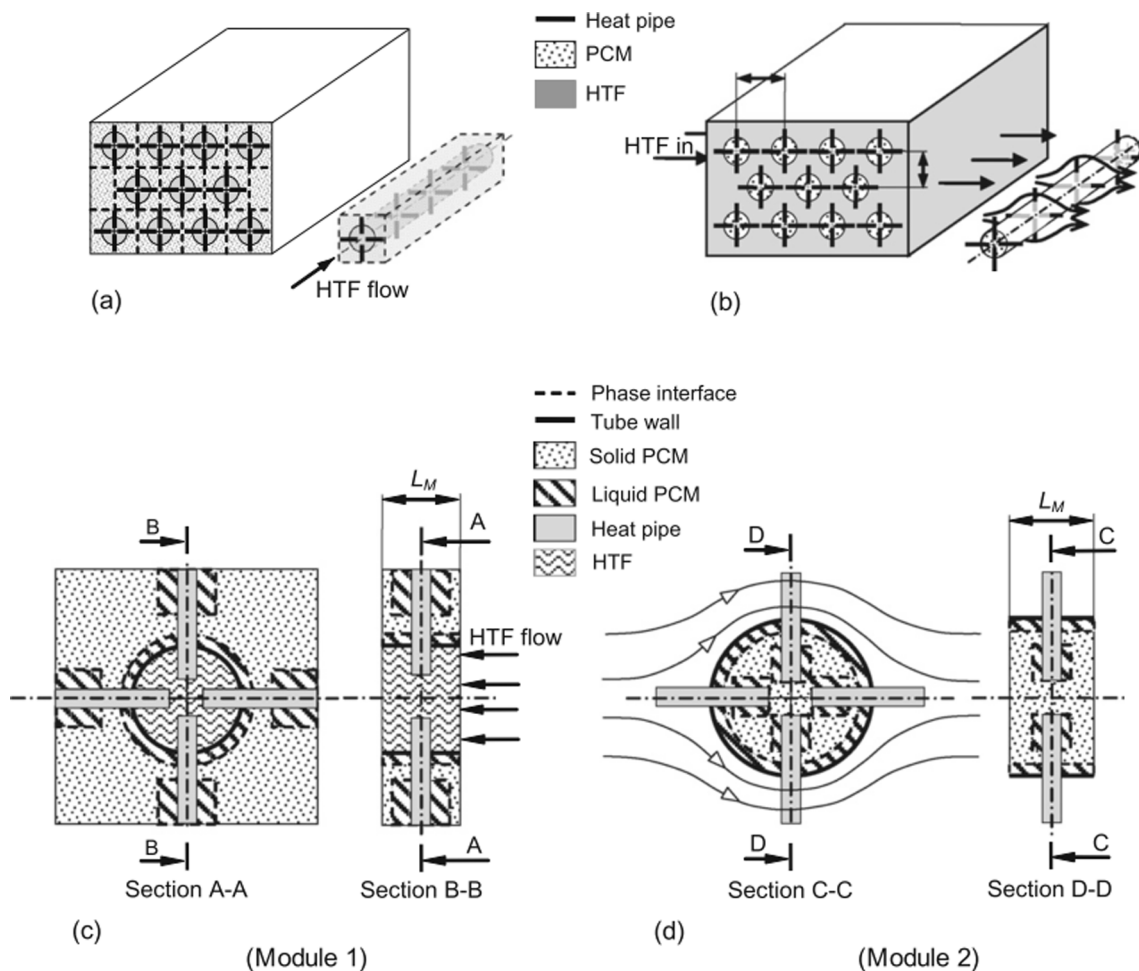 Heat pipe
PCM
HTF
HTF in
HTF flow
(a)
(b)
Phase interface
Tube wall
Solid PCM
Liquid PCM
Heat pipe
HTF
L_M
B
A
HTF flow
B
A
Section A-A
Section B-B
(c)
(Module 1)
L_M
D
C
D
C
Section C-C
Section D-D
(d)
(Module 2)